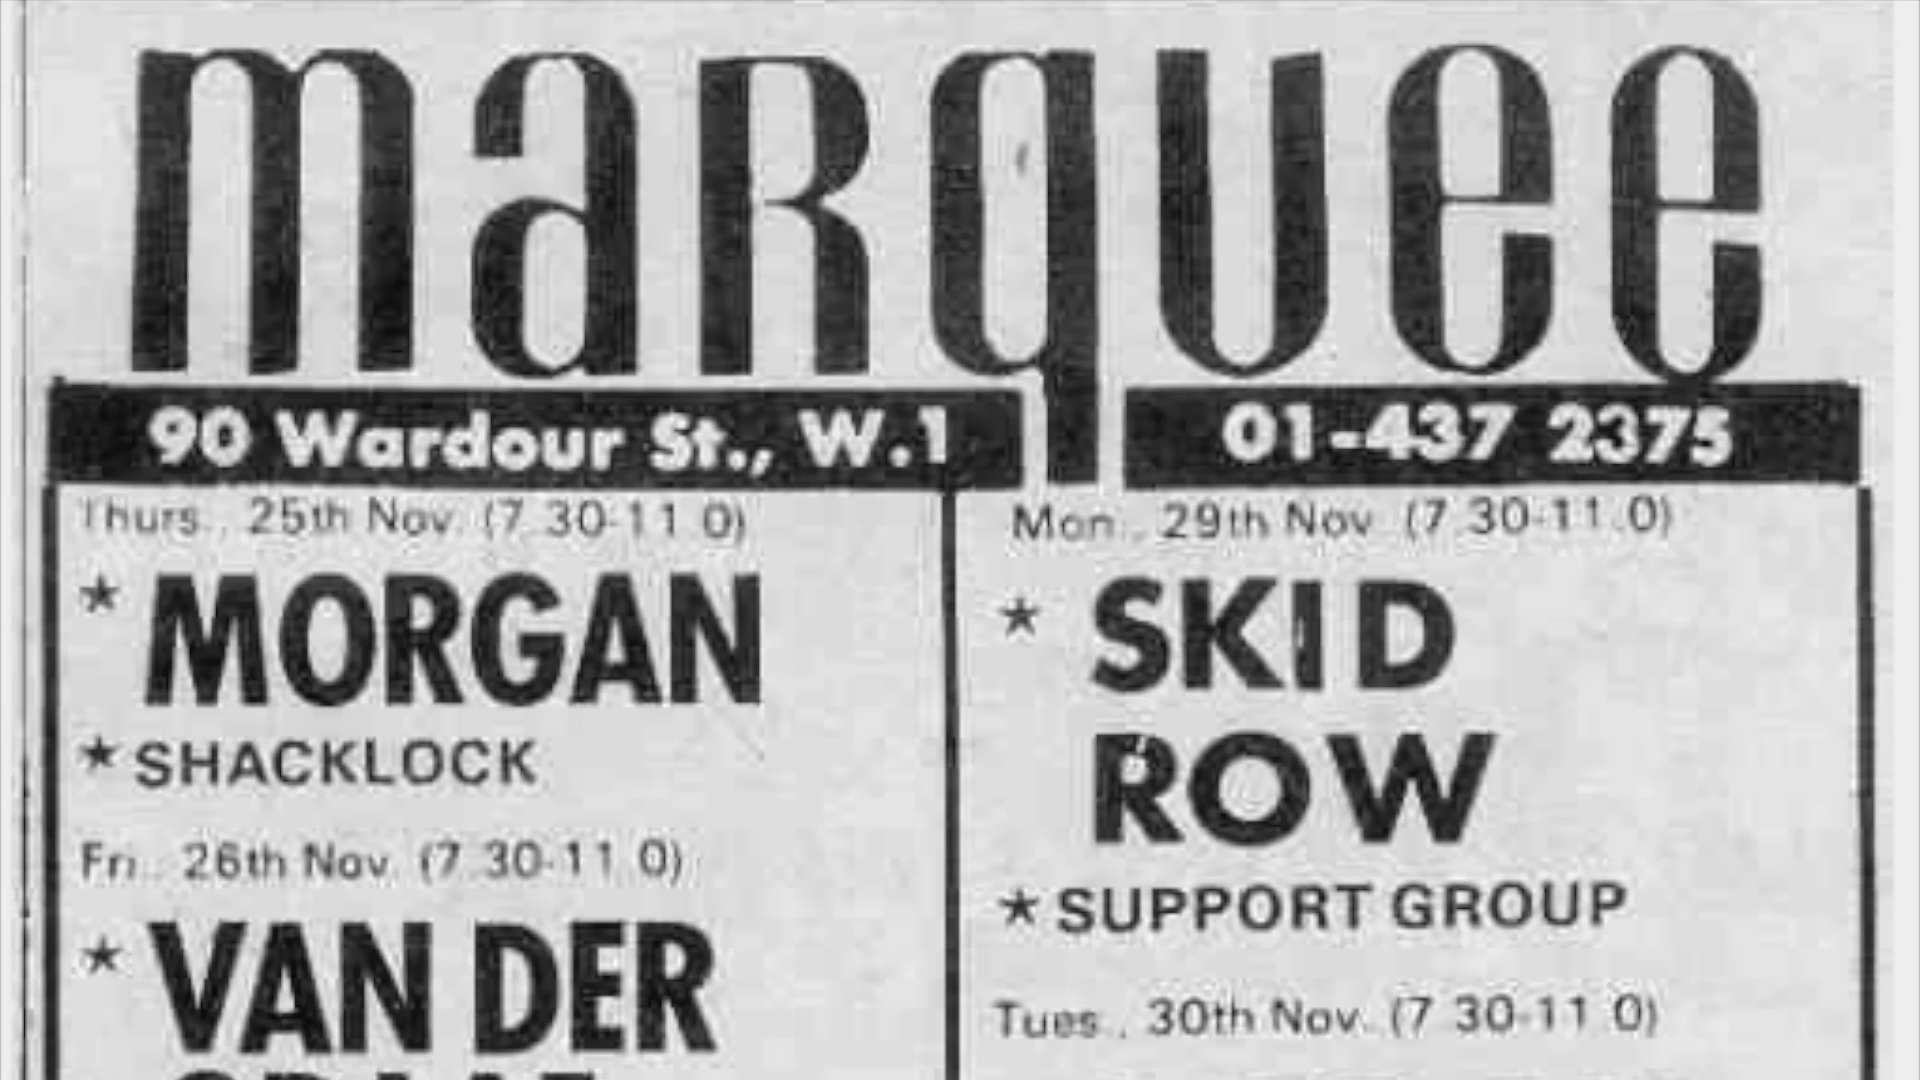 maRquee
90 Wardour St., W.1
01-437 2375
Thurs., 25th Nov. (7.30-11.0)
★ MORGAN
★ SHACKLOCK
Fri., 26th Nov. (7.30-11.0)
★ VAN DER
Mon., 29th Nov. (7.30-11.0)
★ SKID
ROW
★ SUPPORT GROUP
Tues., 30th Nov. (7.30-11.0)